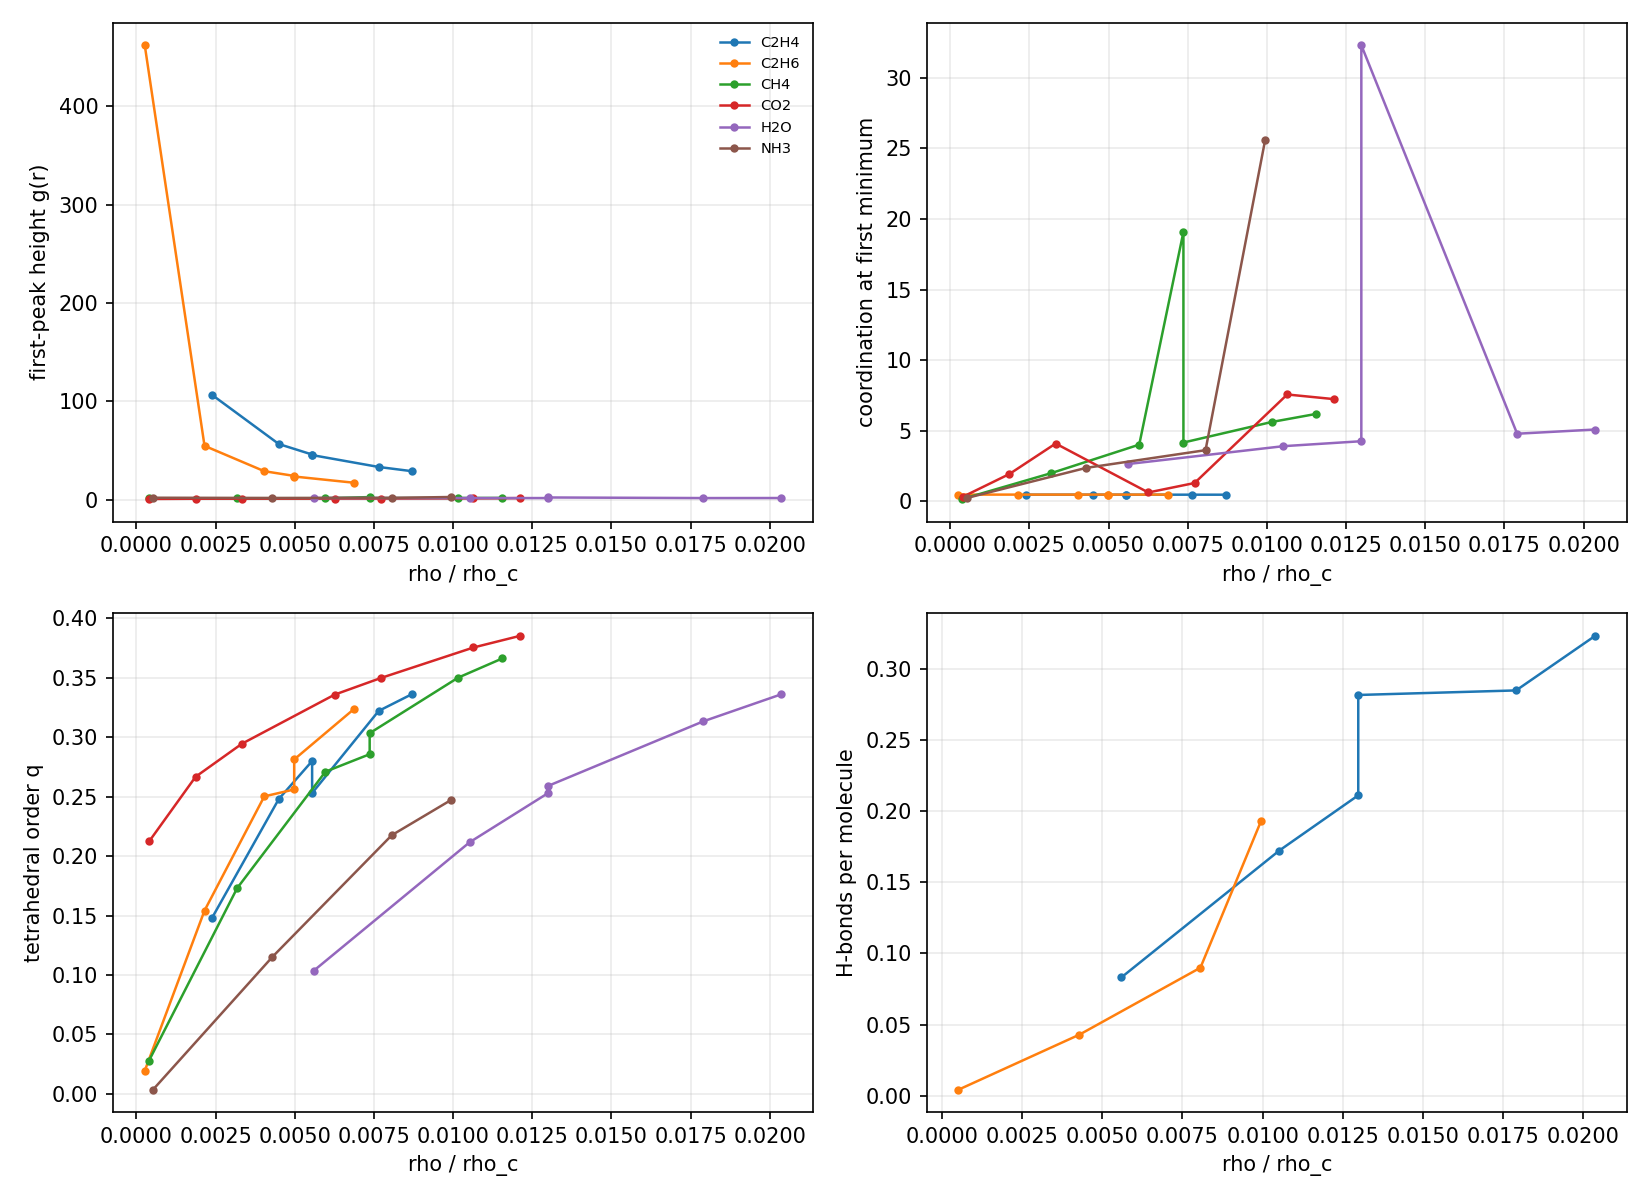 first-peak height g(r)
400
300
200
100
0
C2H4
C2H6
CH4
CO2
H2O
NH3
0.0000 0.0025 0.0050 0.0075 0.0100 0.0125 0.0150 0.0175 0.0200
rho / rho_c
coordination at first minimum
30
25
20
15
10
5
0
0.0000 0.0025 0.0050 0.0075 0.0100 0.0125 0.0150 0.0175 0.0200
rho / rho_c
tetrahedral order q
0.40
0.35
0.30
0.25
0.20
0.15
0.10
0.05
0.00
0.0000 0.0025 0.0050 0.0075 0.0100 0.0125 0.0150 0.0175 0.0200
rho / rho_c
H-bonds per molecule
0.30
0.25
0.20
0.15
0.10
0.05
0.00
0.0000 0.0025 0.0050 0.0075 0.0100 0.0125 0.0150 0.0175 0.0200
rho / rho_c